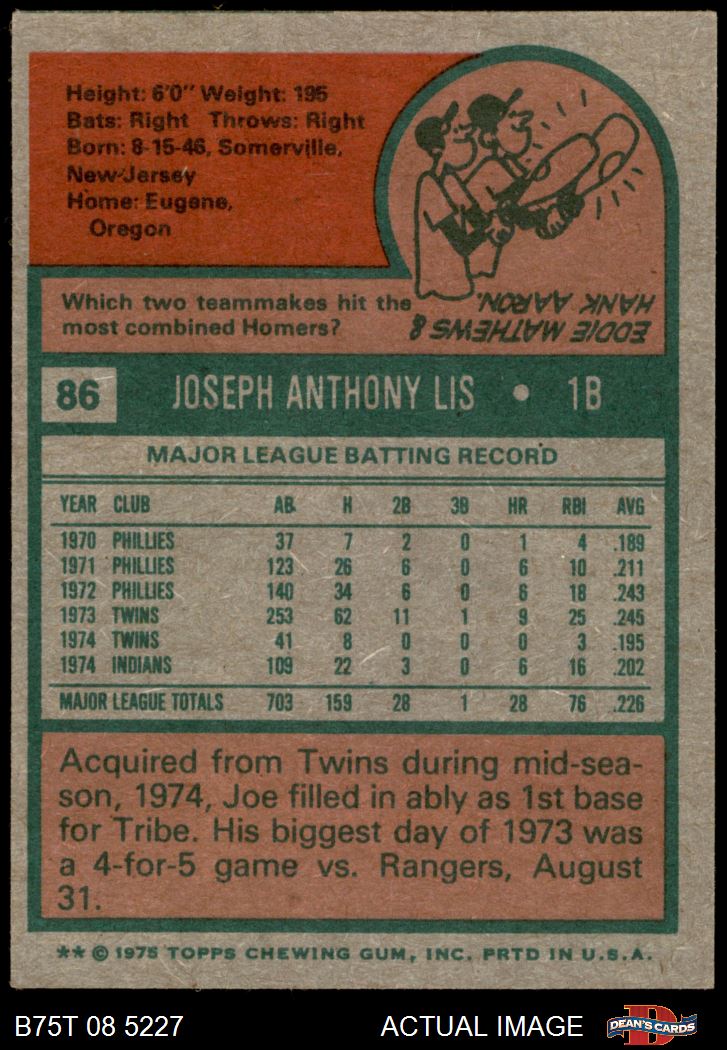 Height: 6'0" Weight: 195
Bats: Right Throws: Right
Born: 8-15-46, Somerville,
New Jersey
Home: Eugene,
Oregon
Which two teammakes hit the
most combined Homers?
EDDIE MATHEWS &
HANK AARON.
86 JOSEPH ANTHONY LIS • 1B
MAJOR LEAGUE BATTING RECORD
YEAR CLUB AB. H 2B 3B HR RBI AVG
1970 PHILLIES 37 7 2 0 1 4 .189
1971 PHILLIES 123 26 6 0 6 10 .211
1972 PHILLIES 140 34 6 0 6 18 .243
1973 TWINS 253 62 11 1 9 25 .245
1974 TWINS 41 8 0 0 0 3 .195
1974 INDIANS 109 22 3 0 6 16 .202
MAJOR LEAGUE TOTALS 703 159 28 1 28 76 .226
Acquired from Twins during mid-sea-
son, 1974, Joe filled in ably as 1st base
for Tribe. His biggest day of 1973 was
a 4-for-5 game vs. Rangers, August
31.
** © 1975 TOPPS CHEWING GUM, INC. PRTD IN U.S.A.
B75T 08 5227 ACTUAL IMAGE
D
DEAN'S CARDS